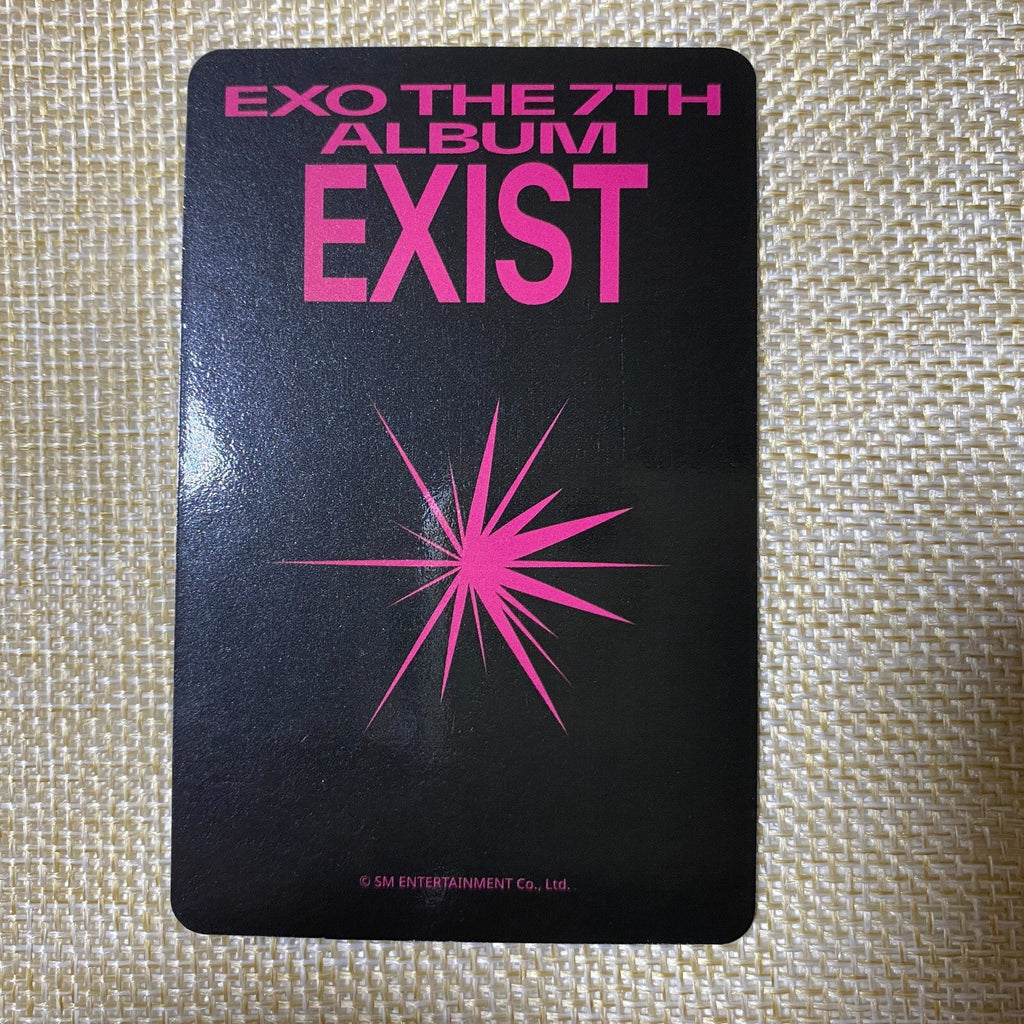 EXO THE 7TH
ALBUM
EXIST
© SM ENTERTAINMENT Co., Ltd.